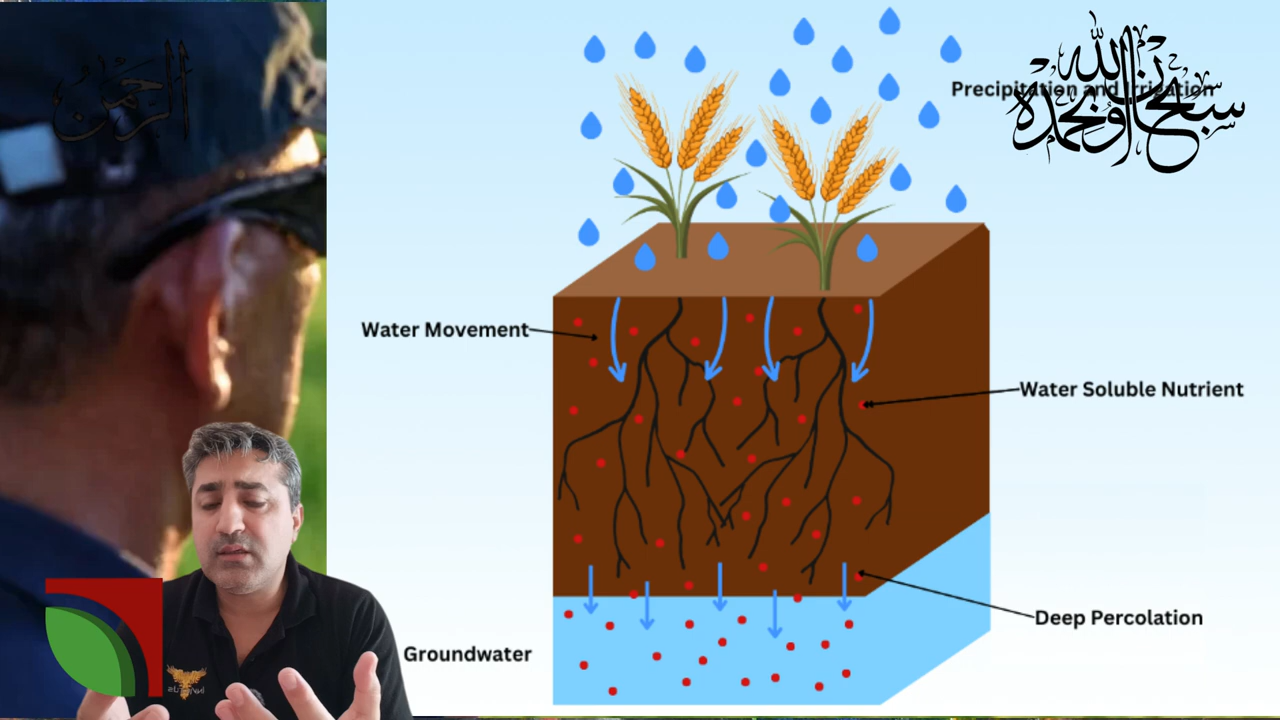 الرحمن
سبحان الله وبحمده
Precipitation and Irrigation
Water Movement
Water Soluble Nutrient
Deep Percolation
Groundwater